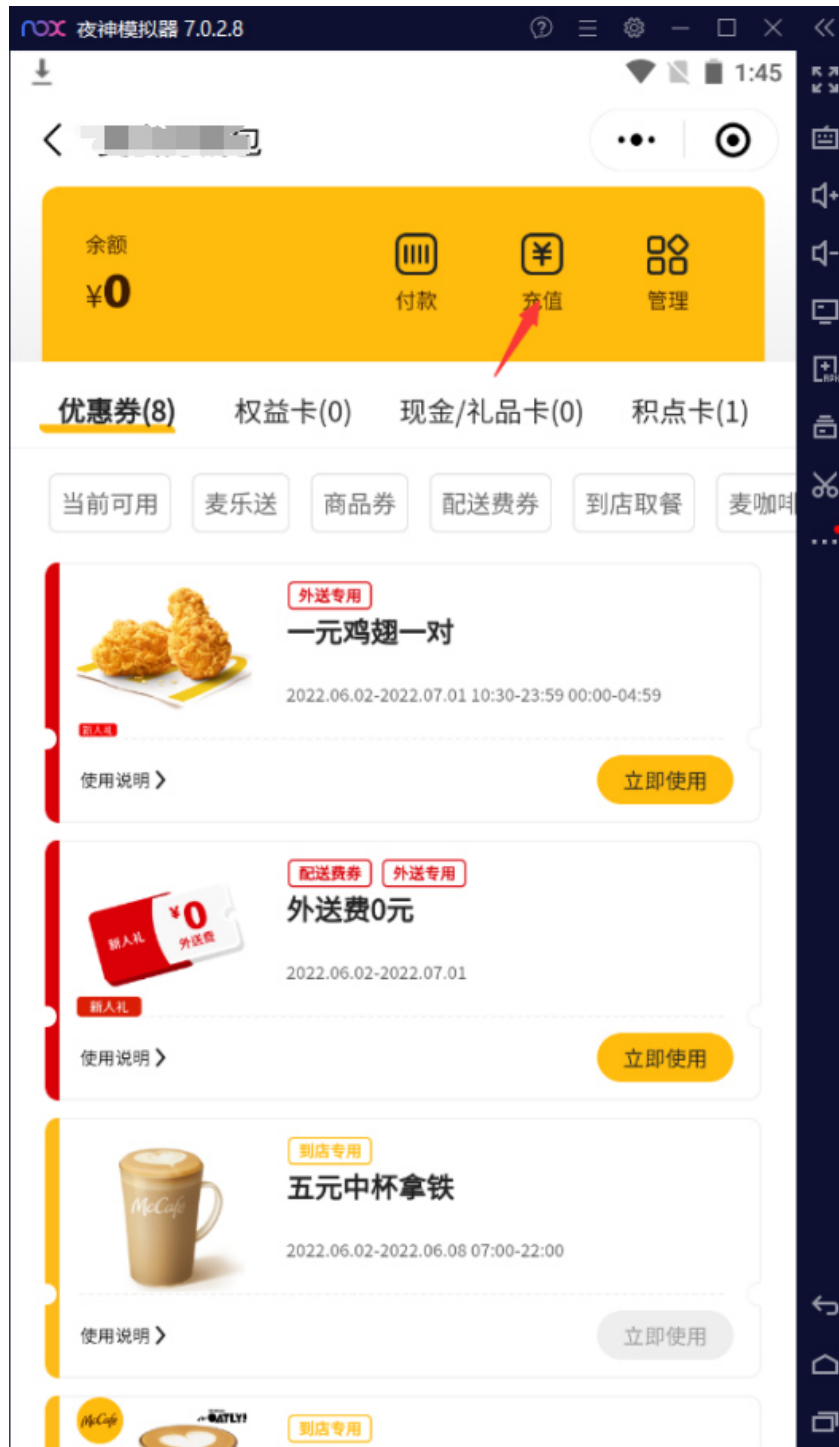 nox 夜神模拟器 7.0.2.8
1:45
包
余额
¥0
付款
充值
管理
优惠券(8)
权益卡(0)
现金/礼品卡(0)
积点卡(1)
当前可用
麦乐送
商品券
配送费券
到店取餐
麦咖啡
外送专用
一元鸡翅一对
2022.06.02-2022.07.01 10:30-23:59 00:00-04:59
新人礼
使用说明
立即使用
配送费券
外送专用
外送费0元
新人礼
¥0
外送费
2022.06.02-2022.07.01
新人礼
使用说明
立即使用
到店专用
五元中杯拿铁
McCafé
2022.06.02-2022.06.08 07:00-22:00
使用说明
立即使用
McCafé
OATLY!
到店专用